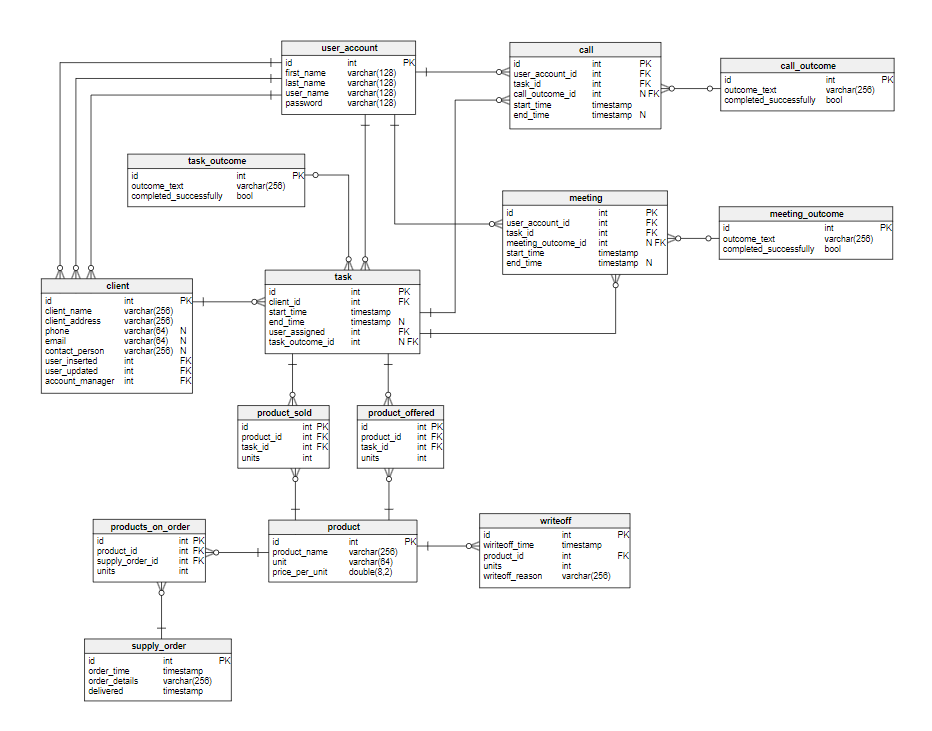 user_account
id int PK
first_name varchar(128)
last_name varchar(128)
user_name varchar(128)
password varchar(128)
call
id int PK
user_account_id int FK
task_id int FK
call_outcome_id int N FK
start_time timestamp
end_time timestamp N
call_outcome
id int PK
outcome_text varchar(256)
completed_successfully bool
task_outcome
id int PK
outcome_text varchar(256)
completed_successfully bool
meeting
id int PK
user_account_id int FK
task_id int FK
meeting_outcome_id int N FK
start_time timestamp
end_time timestamp N
meeting_outcome
id int PK
outcome_text varchar(256)
completed_successfully bool
client
id int PK
client_name varchar(256)
client_address varchar(256)
phone varchar(64) N
email varchar(64) N
contact_person varchar(256) N
user_inserted int FK
user_updated int FK
account_manager int FK
task
id int PK
client_id int FK
start_time timestamp
end_time timestamp N
user_assigned int FK
task_outcome_id int N FK
product_sold
id int PK
product_id int FK
task_id int FK
units int
product_offered
id int PK
product_id int FK
task_id int FK
units int
products_on_order
id int PK
product_id int FK
supply_order_id int FK
units int
product
id int PK
product_name varchar(256)
unit varchar(64)
price_per_unit double(8,2)
writeoff
id int PK
wiriteoff_time timestamp
product_id int FK
units int
writeoff_reason varchar(256)
supply_order
id int PK
order_time timestamp
order_details varchar(256)
delivered timestamp